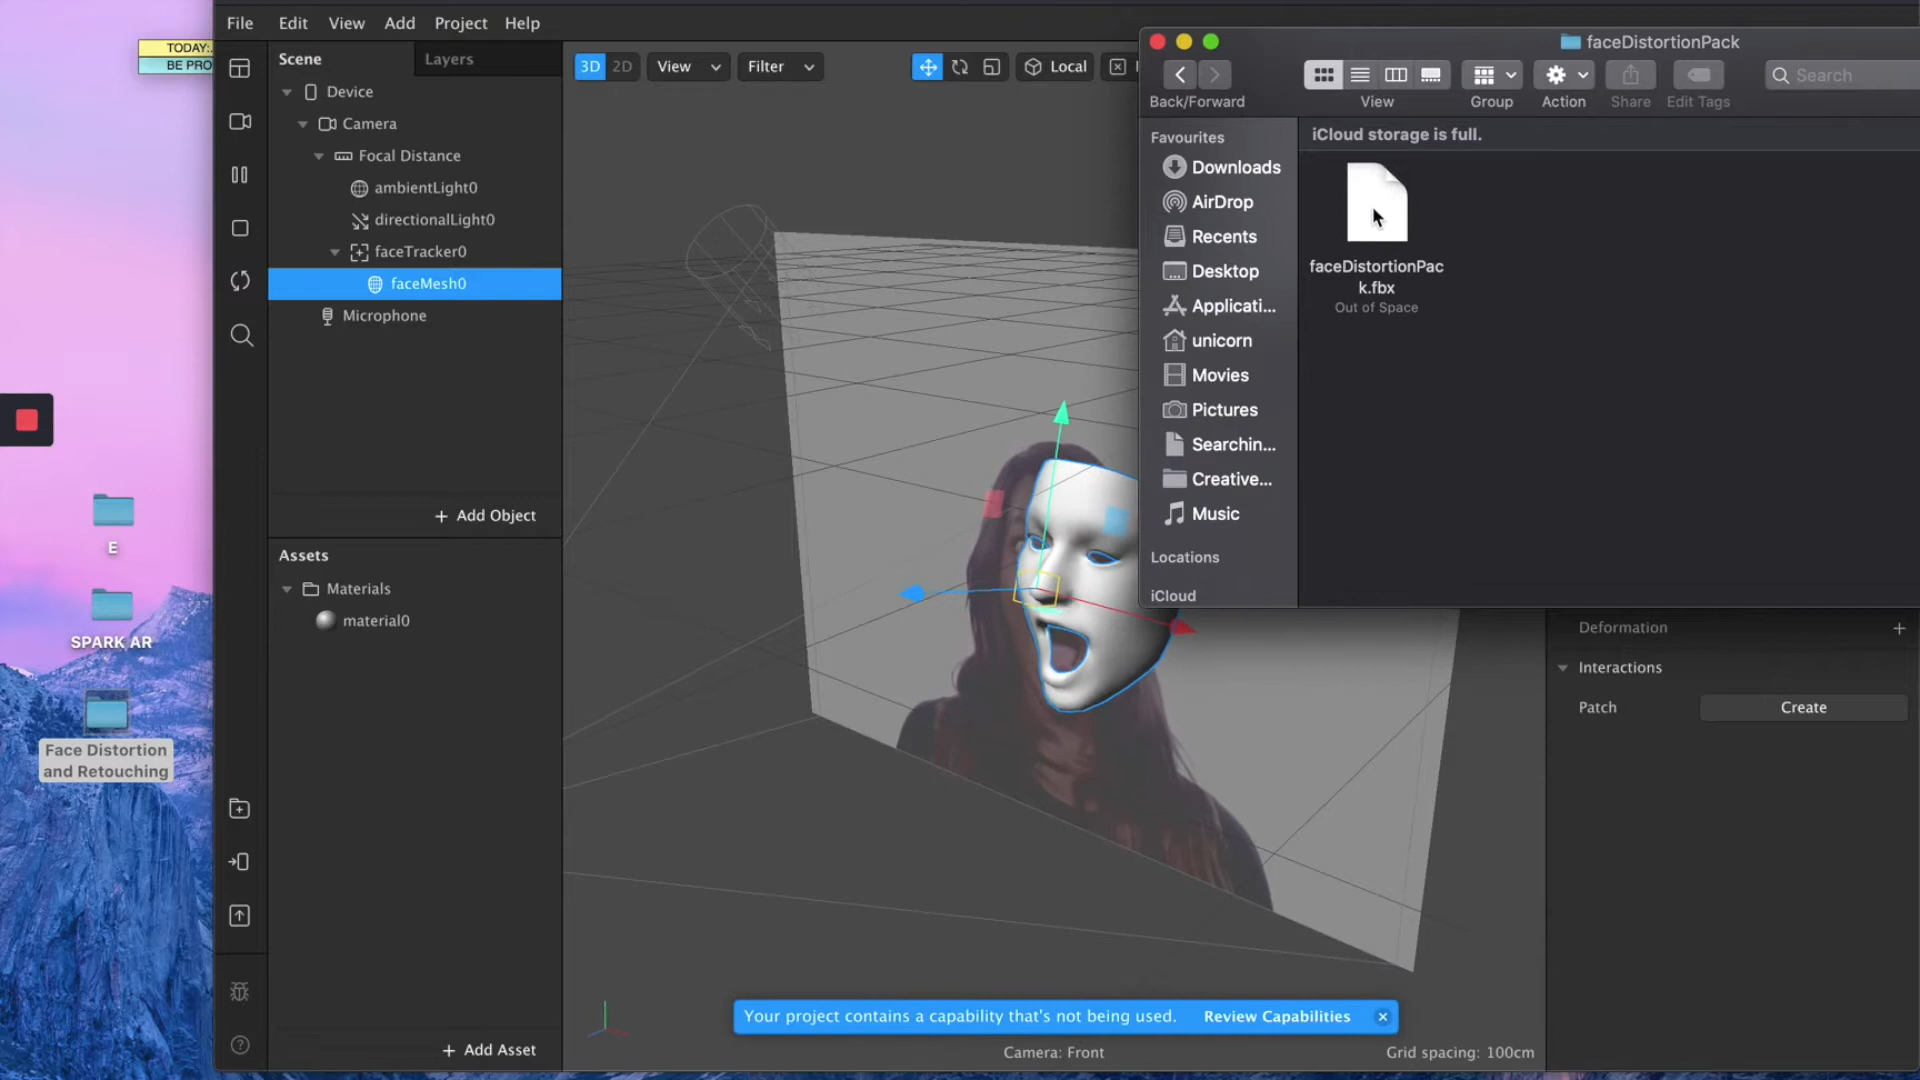 TODAY:.
BE PRO
File Edit View Add Project Help
Scene
Layers
Device
Camera
Focal Distance
ambientLight0
directionalLight0
faceTracker0
faceMesh0
Microphone
+ Add Object
Assets
Materials
material0
+ Add Asset
E
SPARK AR
Face Distortion
and Retouching
3D 2D View Filter Local
faceDistortionPack
Search
Back/Forward View Group Action Share Edit Tags
Favourites
Downloads
AirDrop
Recents
Desktop
Applicati...
unicorn
Movies
Pictures
Searchin...
Creative...
Music
Locations
iCloud
iCloud storage is full.
faceDistortionPac
k.fbx
Out of Space
Deformation +
Interactions
Patch Create
Your project contains a capability that's not being used. Review Capabilities
Camera: Front
Grid spacing: 100cm